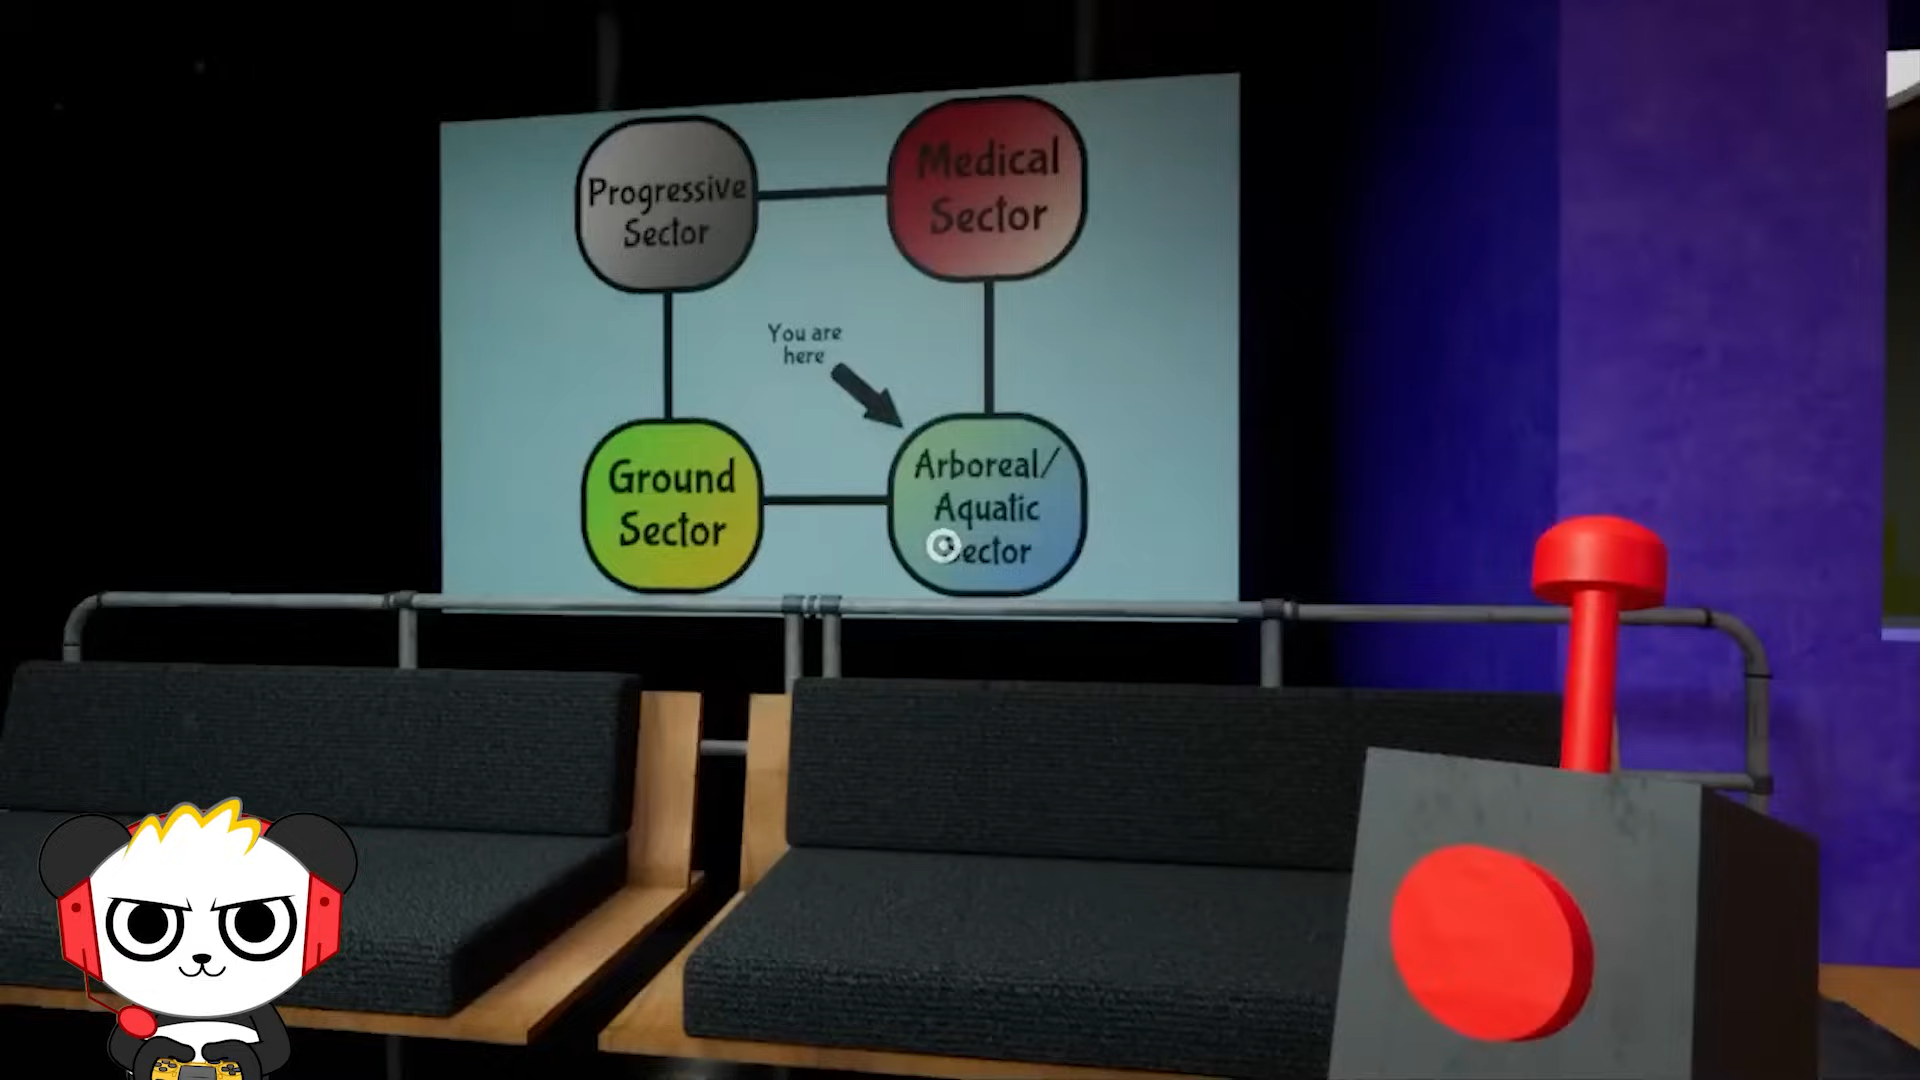 Progressive
Sector
Medical
Sector
You are
here
Ground
Sector
Arboreal/
Aquatic
Sector